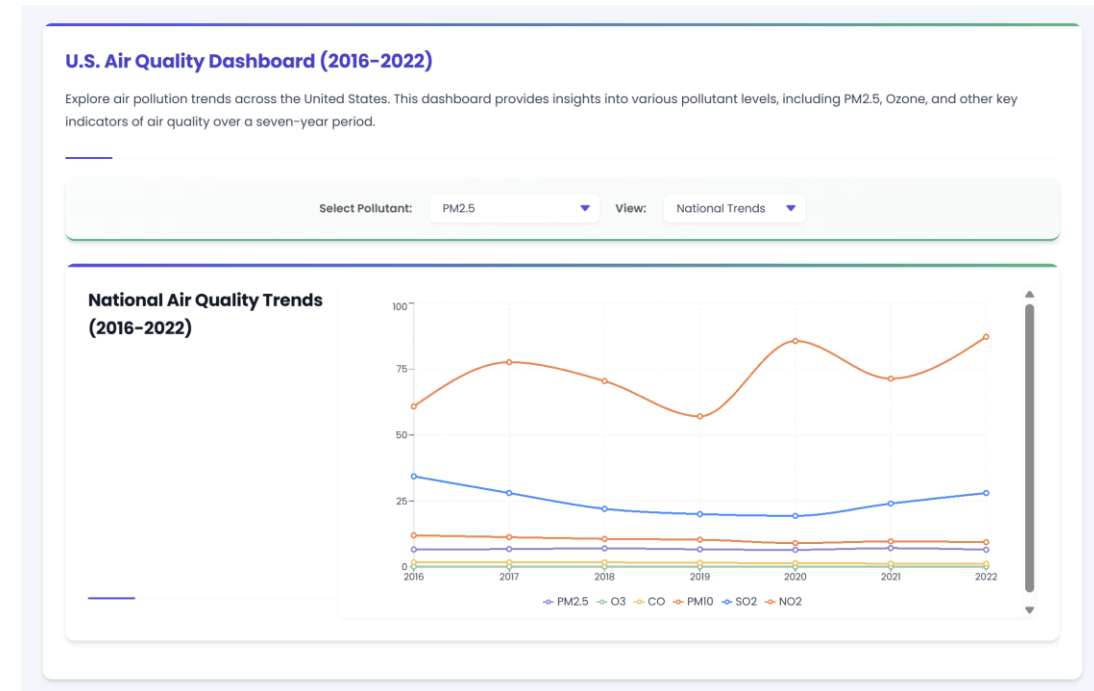 U.S. Air Quality Dashboard (2016-2022)
Explore air pollution trends across the United States. This dashboard provides insights into various pollutant levels, including PM2.5, Ozone, and other key
indicators of air quality over a seven-year period.
Select Pollutant: PM2.5 View: National Trends
National Air Quality Trends
(2016-2022)
100
75
50
25
0
2016 2017 2018 2019 2020 2021 2022
PM2.5 O3 CO PM10 SO2 NO2